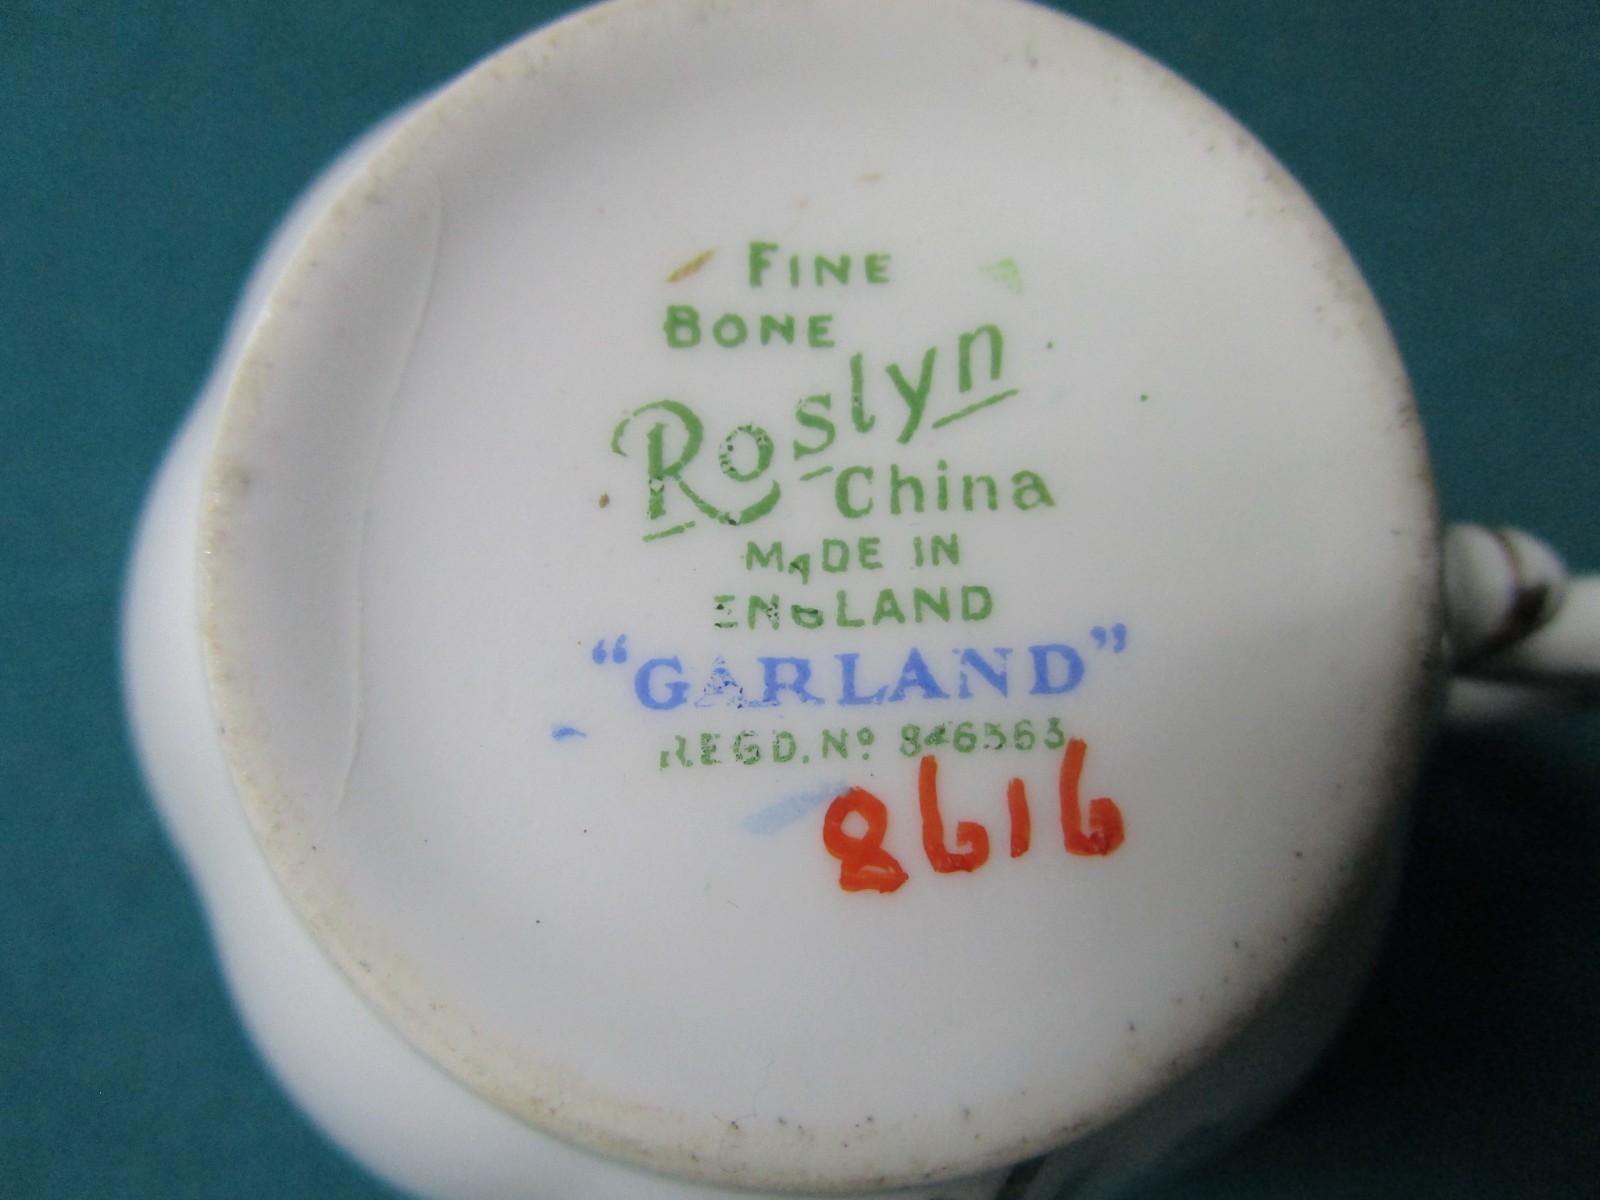 FINE
BONE
Roslyn
China
MADE IN
ENGLAND
“GARLAND”
REGD. Nº 846563
8616